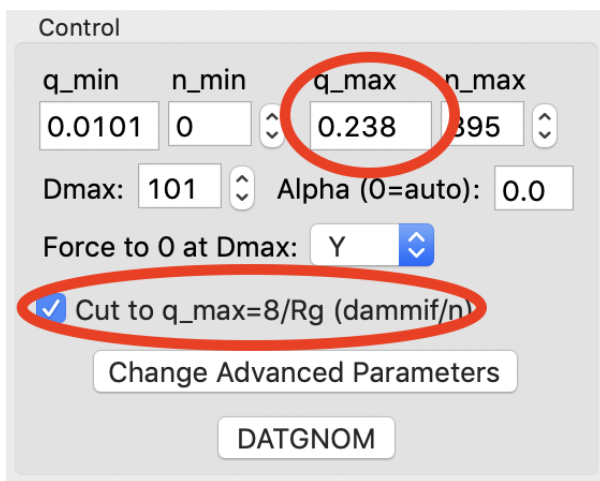 Control
q_min n_min q_max n_max
0.0101 0 0.238 395
Dmax: 101 Alpha (0=auto): 0.0
Force to 0 at Dmax: Y
Cut to q_max=8/Rg (dammif/n)
Change Advanced Parameters
DATGNOM